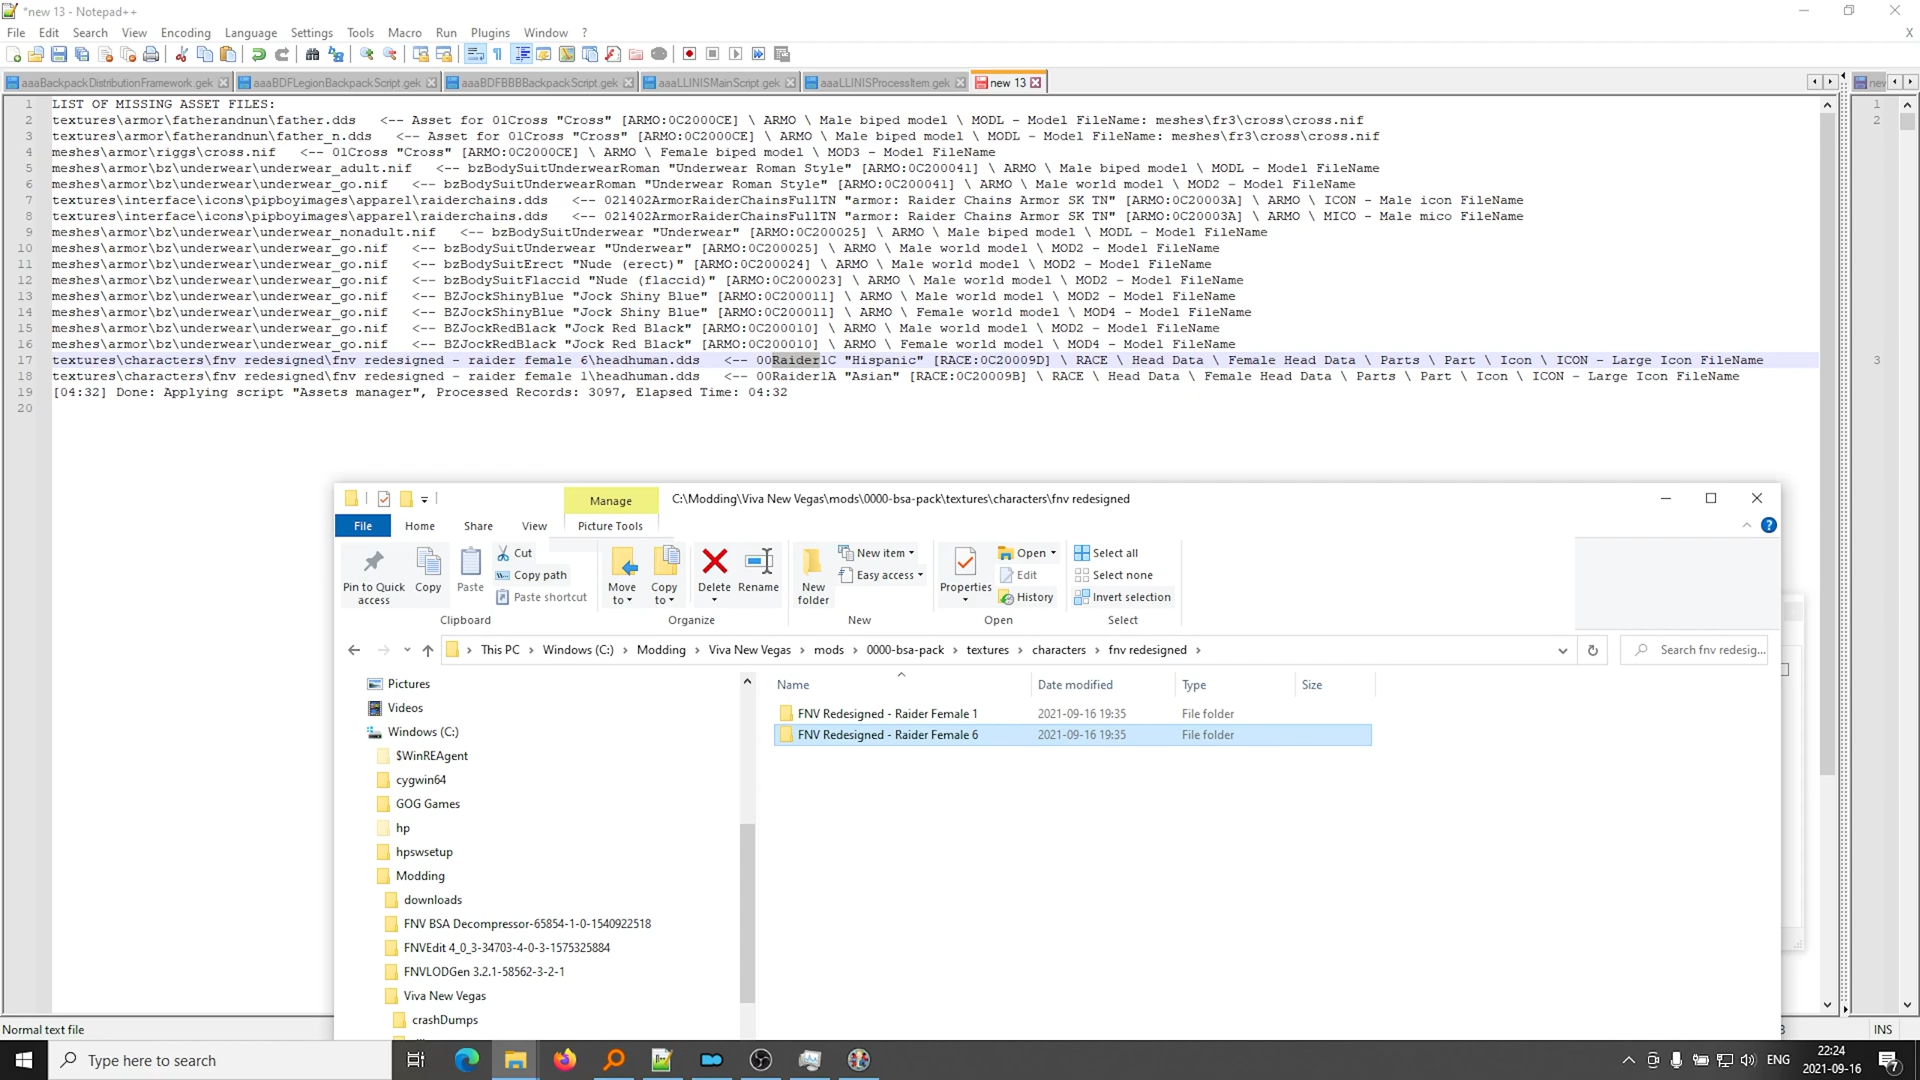 *new 13 - Notepad++
File Edit Search View Encoding Language Settings Tools Macro Run Plugins Window ? X
aaaBackpackDistributionFramework.gek aaaBDFLegionBackpackScript.gek aaaBDFBBBBackpackScript.gek aaaLLINISMainScript.gek aaaLLINISProcessItem.gek new 13 new
1 LIST OF MISSING ASSET FILES: 1
2 textures\armor\fatherandnun\father.dds <-- Asset for 01Cross "Cross" [ARMO:0C2000CE] \ ARMO \ Male biped model \ MODL - Model FileName: meshes\fr3\cross\cross.nif 2
3 textures\armor\fatherandnun\father_n.dds <-- Asset for 01Cross "Cross" [ARMO:0C2000CE] \ ARMO \ Male biped model \ MODL - Model FileName: meshes\fr3\cross\cross.nif
4 meshes\armor\riggs\cross.nif <-- 01Cross "Cross" [ARMO:0C2000CE] \ ARMO \ Female biped model \ MOD3 - Model FileName
5 meshes\armor\bz\underwear\underwear_adult.nif <-- bzBodySuitUnderwearRoman "Underwear Roman Style" [ARMO:0C200041] \ ARMO \ Male biped model \ MODL - Model FileName
6 meshes\armor\bz\underwear\underwear_go.nif <-- bzBodySuitUnderwearRoman "Underwear Roman Style" [ARMO:0C200041] \ ARMO \ Male world model \ MOD2 - Model FileName
7 textures\interface\icons\pipboyimages\apparel\raiderchains.dds <-- 021402ArmorRaiderChainsFullTN "armor: Raider Chains Armor SK TN" [ARMO:0C20003A] \ ARMO \ ICON - Male icon FileName
8 textures\interface\icons\pipboyimages\apparel\raiderchains.dds <-- 021402ArmorRaiderChainsFullTN "armor: Raider Chains Armor SK TN" [ARMO:0C20003A] \ ARMO \ MICO - Male mico FileName
9 meshes\armor\bz\underwear\underwear_nonadult.nif <-- bzBodySuitUnderwear "Underwear" [ARMO:0C200025] \ ARMO \ Male biped model \ MODL - Model FileName
10 meshes\armor\bz\underwear\underwear_go.nif <-- bzBodySuitUnderwear "Underwear" [ARMO:0C200025] \ ARMO \ Male world model \ MOD2 - Model FileName
11 meshes\armor\bz\underwear\underwear_go.nif <-- bzBodySuitErect "Nude (erect)" [ARMO:0C200024] \ ARMO \ Male world model \ MOD2 - Model FileName
12 meshes\armor\bz\underwear\underwear_go.nif <-- bzBodySuitFlaccid "Nude (flaccid)" [ARMO:0C200023] \ ARMO \ Male world model \ MOD2 - Model FileName
13 meshes\armor\bz\underwear\underwear_go.nif <-- BZJockShinyBlue "Jock Shiny Blue" [ARMO:0C200011] \ ARMO \ Male world model \ MOD2 - Model FileName
14 meshes\armor\bz\underwear\underwear_go.nif <-- BZJockShinyBlue "Jock Shiny Blue" [ARMO:0C200011] \ ARMO \ Female world model \ MOD4 - Model FileName
15 meshes\armor\bz\underwear\underwear_go.nif <-- BZJockRedBlack "Jock Red Black" [ARMO:0C200010] \ ARMO \ Male world model \ MOD2 - Model FileName
16 meshes\armor\bz\underwear\underwear_go.nif <-- BZJockRedBlack "Jock Red Black" [ARMO:0C200010] \ ARMO \ Female world model \ MOD4 - Model FileName
17 textures\characters\fnv redesigned\fnv redesigned - raider female 6\headhuman.dds <-- 00Raider1C "Hispanic" [RACE:0C20009D] \ RACE \ Head Data \ Female Head Data \ Parts \ Part \ Icon \ ICON - Large Icon FileName 3
18 textures\characters\fnv redesigned\fnv redesigned - raider female 1\headhuman.dds <-- 00Raider1A "Asian" [RACE:0C20009B] \ RACE \ Head Data \ Female Head Data \ Parts \ Part \ Icon \ ICON - Large Icon FileName
19 [04:32] Done: Applying script "Assets manager", Processed Records: 3097, Elapsed Time: 04:32
20
Manage C:\Modding\Viva New Vegas\mods\0000-bsa-pack\textures\characters\fnv redesigned
File Home Share View Picture Tools
Pin to Quick access Copy Paste Cut Copy path Paste shortcut Move to Copy to Delete Rename New folder New item Easy access Properties Open Edit History Select all Select none Invert selection
Clipboard Organize New Open Select
This PC Windows (C:) Modding Viva New Vegas mods 0000-bsa-pack textures characters fnv redesigned Search fnv redesig...
Pictures
Videos
Windows (C:)
$WinREAgent
cygwin64
GOG Games
hp
hpswsetup
Modding
downloads
FNV BSA Decompressor-65854-1-0-1540922518
FNVEdit 4_0_3-34703-4-0-3-1575325884
FNVLODGen 3.2.1-58562-3-2-1
Viva New Vegas
crashDumps
Name Date modified Type Size
FNV Redesigned - Raider Female 1 2021-09-16 19:35 File folder
FNV Redesigned - Raider Female 6 2021-09-16 19:35 File folder
Normal text file INS
Type here to search ENG 22:24 2021-09-16 7